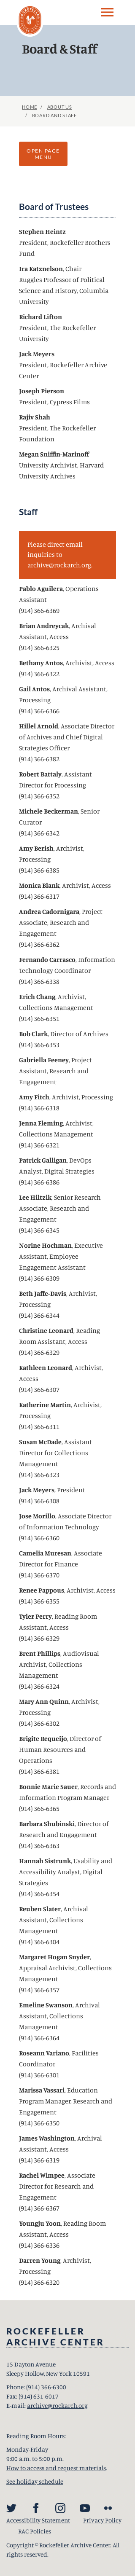 Board & Staff
HOME / ABOUT US
/ BOARD AND STAFF
OPEN PAGE
MENU
Board of Trustees
Stephen Heintz
President, Rockefeller Brothers
Fund
Ira Katznelson, Chair
Ruggles Professor of Political
Science and History, Columbia
University
Richard Lifton
President, The Rockefeller
University
Jack Meyers
President, Rockefeller Archive
Center
Joseph Pierson
President, Cypress Films
Rajiv Shah
President, The Rockefeller
Foundation
Megan Sniffin-Marinoff
University Archivist, Harvard
University Archives
Staff
Please direct email
inquiries to
archive@rockarch.org.
Pablo Aguilera, Operations
Assistant
(914) 366-6369
Brian Andreykak, Archival
Assistant, Access
(914) 366-6325
Bethany Antos, Archivist, Access
(914) 366-6322
Gail Antos, Archival Assistant,
Processing
(914) 366-6366
Hillel Arnold, Associate Director
of Archives and Chief Digital
Strategies Officer
(914) 366-6382
Robert Battaly, Assistant
Director for Processing
(914) 366-6352
Michele Beckerman, Senior
Curator
(914) 366-6342
Amy Berish, Archivist,
Processing
(914) 366-6385
Monica Blank, Archivist, Access
(914) 366-6317
Andrea Cadornigara, Project
Associate, Research and
Engagement
(914) 366-6362
Fernando Carrasco, Information
Technology Coordinator
(914) 366-6338
Erich Chang, Archivist,
Collections Management
(914) 366-6351
Bob Clark, Director of Archives
(914) 366-6353
Gabriella Feeney, Project
Assistant, Research and
Engagement
Amy Fitch, Archivist, Processing
(914) 366-6318
Jenna Fleming, Archivist,
Collections Management
(914) 366-6321
Patrick Galligan, DevOps
Analyst, Digital Strategies
(914) 366-6386
Lee Hiltzik, Senior Research
Associate, Research and
Engagement
(914) 366-6345
Norine Hochman, Executive
Assistant, Employee
Engagement Assistant
(914) 366-6309
Beth Jaffe-Davis, Archivist,
Processing
(914) 366-6344
Christine Leonard, Reading
Room Assistant, Access
(914) 366-6329
Kathleen Leonard, Archivist,
Access
(914) 366-6307
Katherine Martin, Archivist,
Processing
(914) 366-6311
Susan McDade, Assistant
Director for Collections
Management
(914) 366-6323
Jack Meyers, President
(914) 366-6308
Jose Morillo, Associate Director
of Information Technology
(914) 366-6360
Camelia Muresan, Associate
Director for Finance
(914) 366-6370
Renee Pappous, Archivist, Access
(914) 366-6355
Tyler Perry, Reading Room
Assistant, Access
(914) 366-6329
Brent Phillips, Audiovisual
Archivist, Collections
Management
(914) 366-6324
Mary Ann Quinn, Archivist,
Processing
(914) 366-6302
Brigite Requeijo, Director of
Human Resources and
Operations
(914) 366-6381
Bonnie Marie Sauer, Records and
Information Program Manager
(914) 366-6365
Barbara Shubinski, Director of
Research and Engagement
(914) 366-6363
Hannah Sistrunk, Usability and
Accessibility Analyst, Digital
Strategies
(914) 366-6354
Reuben Slater, Archival
Assistant, Collections
Management
(914) 366-6304
Margaret Hogan Snyder,
Appraisal Archivist, Collections
Management
(914) 366-6357
Emeline Swanson, Archival
Assistant, Collections
Management
(914) 366-6364
Roseann Variano, Facilities
Coordinator
(914) 366-6301
Marissa Vassari, Education
Program Manager, Research and
Engagement
(914) 366-6350
James Washington, Archival
Assistant, Access
(914) 366-6319
Rachel Wimpee, Associate
Director for Research and
Engagement
(914) 366-6367
Youngju Yoon, Reading Room
Assistant, Access
(914) 366-6336
Darren Young, Archivist,
Processing
(914) 366-6320
ROCKEFELLER
ARCHIVE CENTER
15 Dayton Avenue
Sleepy Hollow, New York 10591
Phone: (914) 366-6300
Fax: (914) 631-6017
E-mail: archive@rockarch.org
Reading Room Hours:
Monday-Friday
9:00 a.m. to 5:00 p.m.
How to access and request materials.
See holiday schedule
Accessibility Statement Privacy Policy
RAC Policies
Copyright © Rockefeller Archive Center. All
rights reserved.